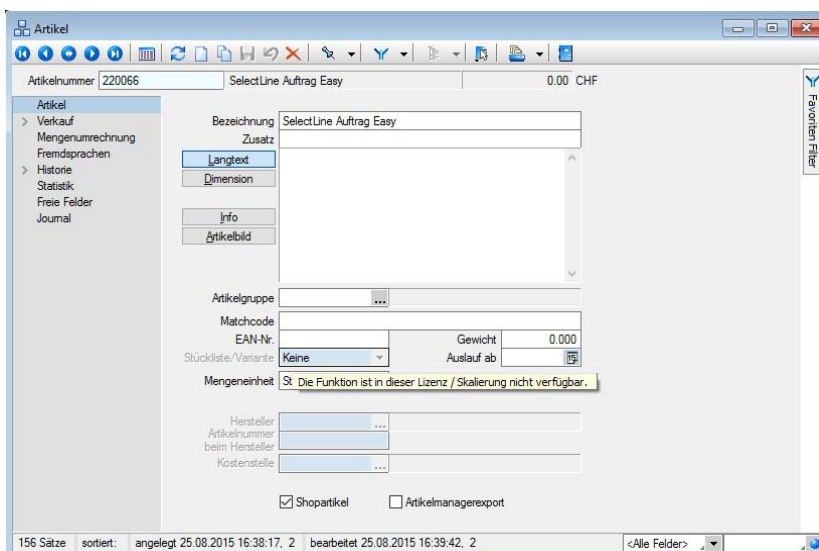 Artikel
Artikelnummer 220066 SelectLine Auftrag Easy 0.00 CHF
Favoriten Filter
Artikel
Verkauf
Mengenumrechnung
Fremdsprachen
Historie
Statistik
Freie Felder
Journal
Bezeichnung SelectLine Auftrag Easy
Zusatz
Langtext
Dimension
Info
Artikelbild
Artikelgruppe ...
Matchcode
EAN-Nr. Gewicht 0.000
Stückliste/Variante Keine Auslauf ab 15
Mengeneinheit St Die Funktion ist in dieser Lizenz / Skalierung nicht verfügbar.
Hersteller ...
Artikelnummer
beim Hersteller
Kostenstelle ...
Shopartikel Artikelmanagerexport
156 Sätze sortiert: angelegt 25.08.2015 16:38:17, 2 bearbeitet 25.08.2015 16:39:42, 2 <Alle Felder>